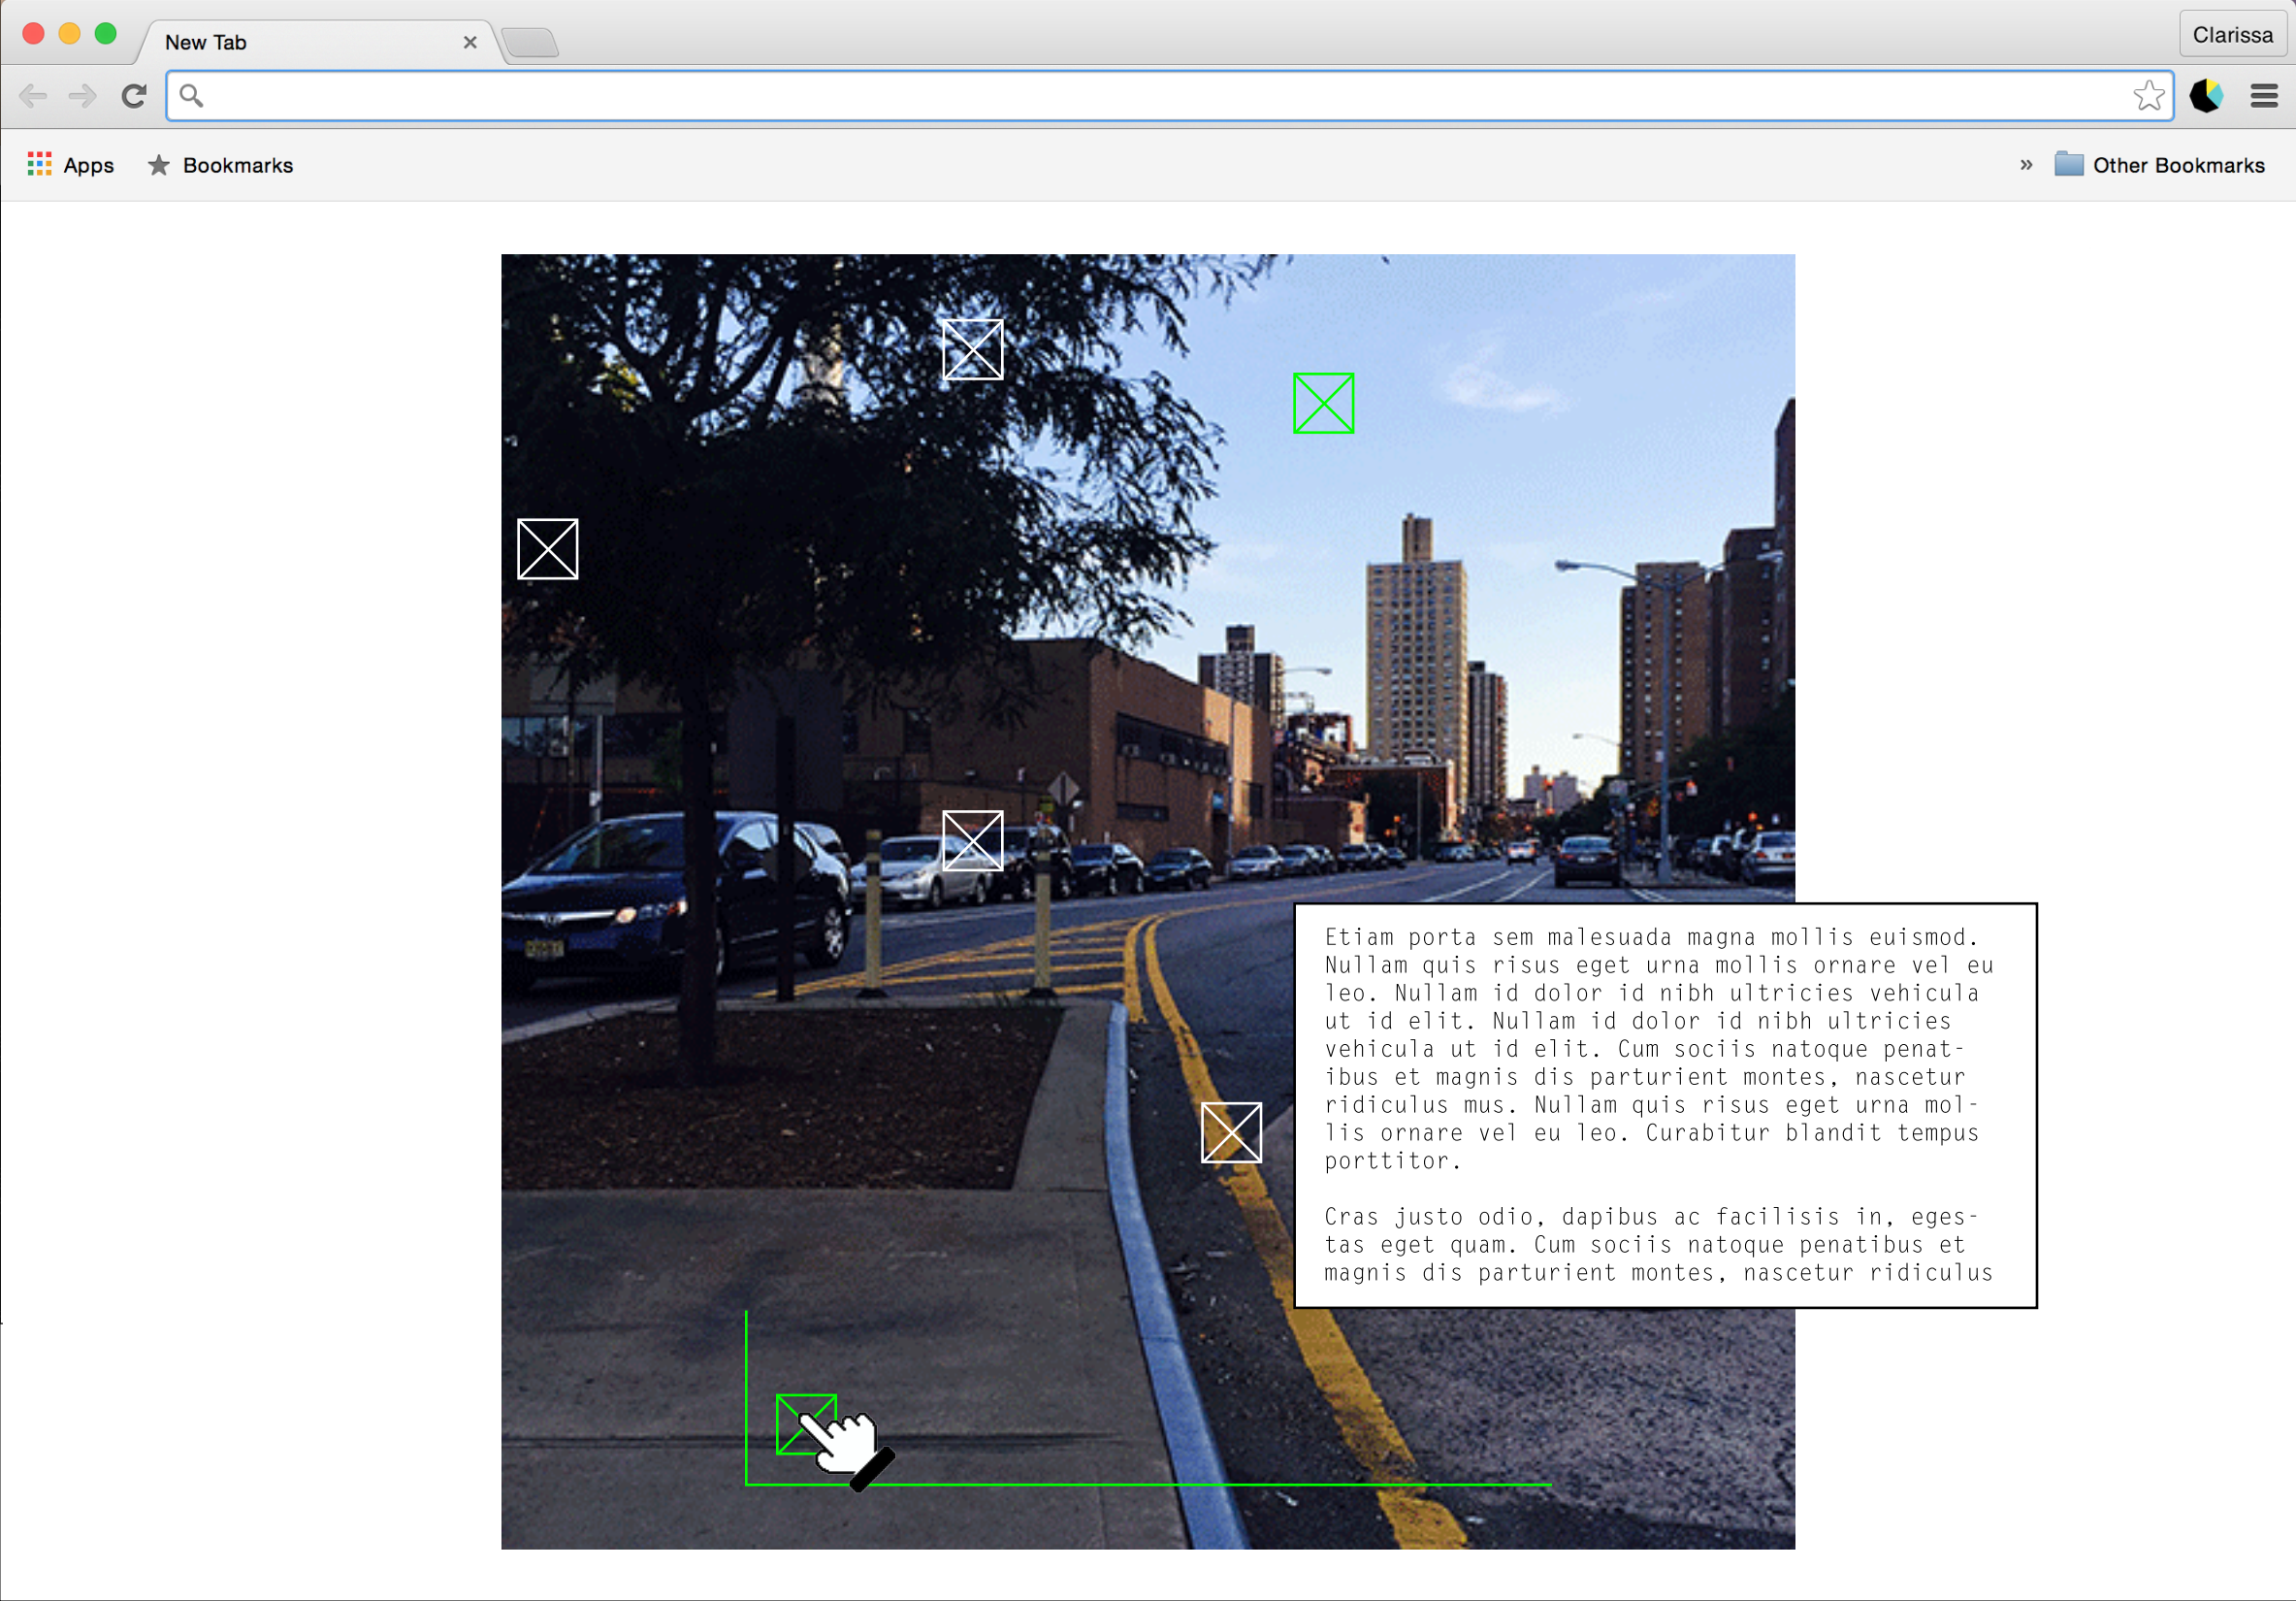 New Tab
Clarissa
Apps
Bookmarks
»
Other Bookmarks
Etiam porta sem malesuada magna mollis euismod.
Nullam quis risus eget urna mollis ornare vel eu
leo. Nullam id dolor id nibh ultricies vehicula
ut id elit. Nullam id dolor id nibh ultricies
vehicula ut id elit. Cum sociis natoque penat-
ibus et magnis dis parturient montes, nascetur
ridiculus mus. Nullam quis risus eget urna mol-
lis ornare vel eu leo. Curabitur blandit tempus
porttitor.
Cras justo odio, dapibus ac facilisis in, eges-
tas eget quam. Cum sociis natoque penatibus et
magnis dis parturient montes, nascetur ridiculus